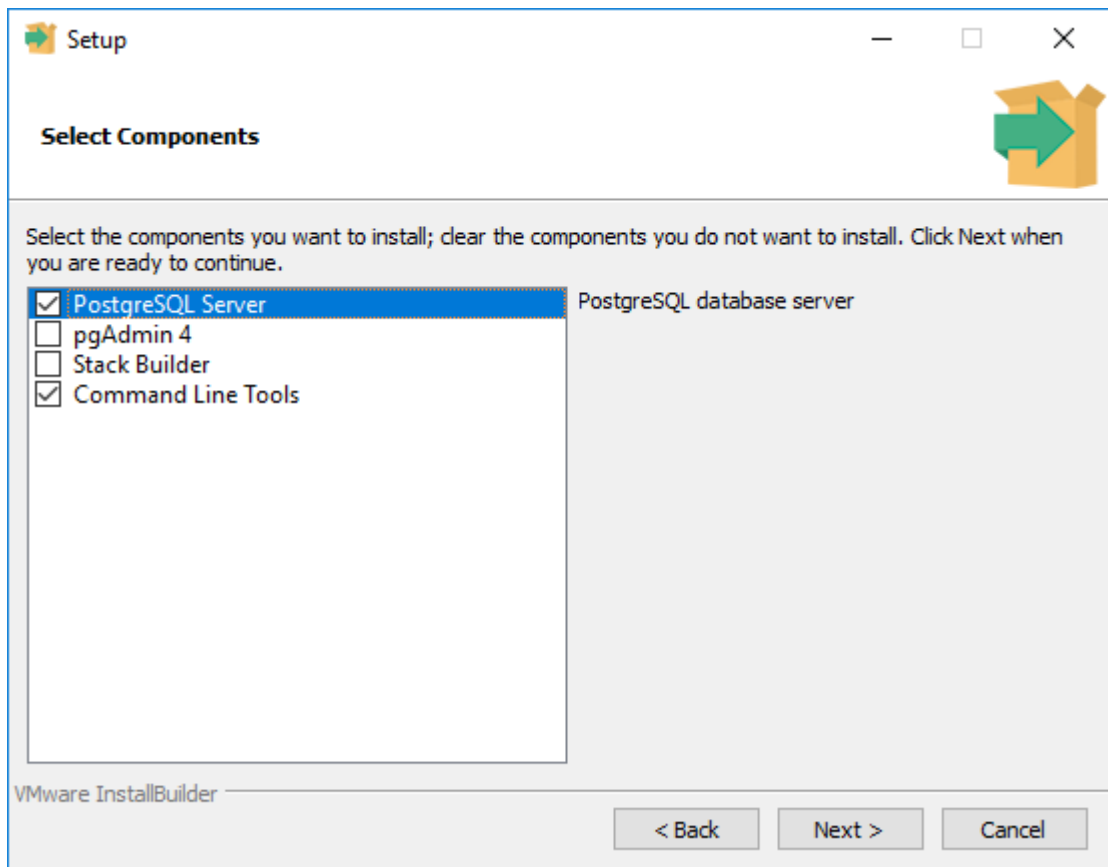 Setup
Select Components
Select the components you want to install; clear the components you do not want to install. Click Next when
you are ready to continue.
PostgreSQL Server
PostgreSQL database server
pgAdmin 4
Stack Builder
Command Line Tools
VMware InstallBuilder
< Back
Next >
Cancel